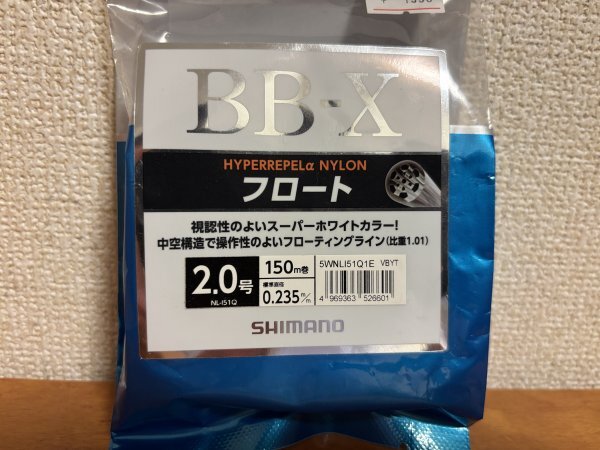 BB-X
HYPERREPELα NYLON
フロート
視認性のよいスーパーホワイトカラー!
中空構造で操作性のよいフローティングライン(比重1.01)
2.0号
NL-I51Q
150m巻
標準直径
0.235m/m
5WNLI51Q1E VBYT
4 969363 526601
SHIMANO